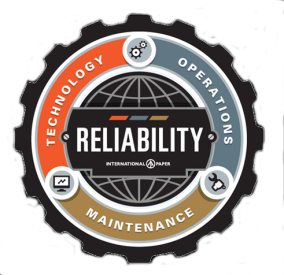 TECHNOLOGY
OPERATIONS
RELIABILITY
INTERNATIONAL PAPER
MAINTENANCE